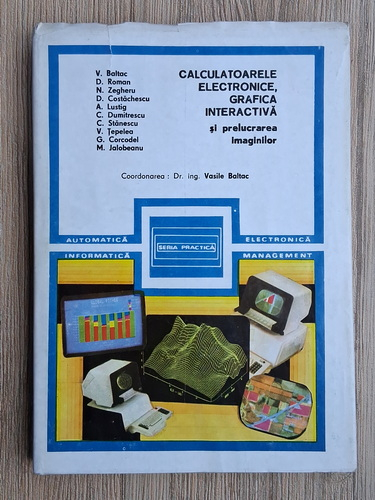 V. Baltac
D. Roman
N. Zegheru
D. Costăchescu
A. Lustig
C. Dumitrescu
C. Stănescu
V. Țepelea
G. Corcodel
M. Jalobeanu
CALCULATOARELE
ELECTRONICE,
GRAFICA
INTERACTIVĂ
și prelucrarea
imaginilor
Coordonarea : Dr. ing. Vasile Baltac
AUTOMATICĂ
ELECTRONICĂ
SERIA PRACTICĂ
INFORMATICĂ
MANAGEMENT